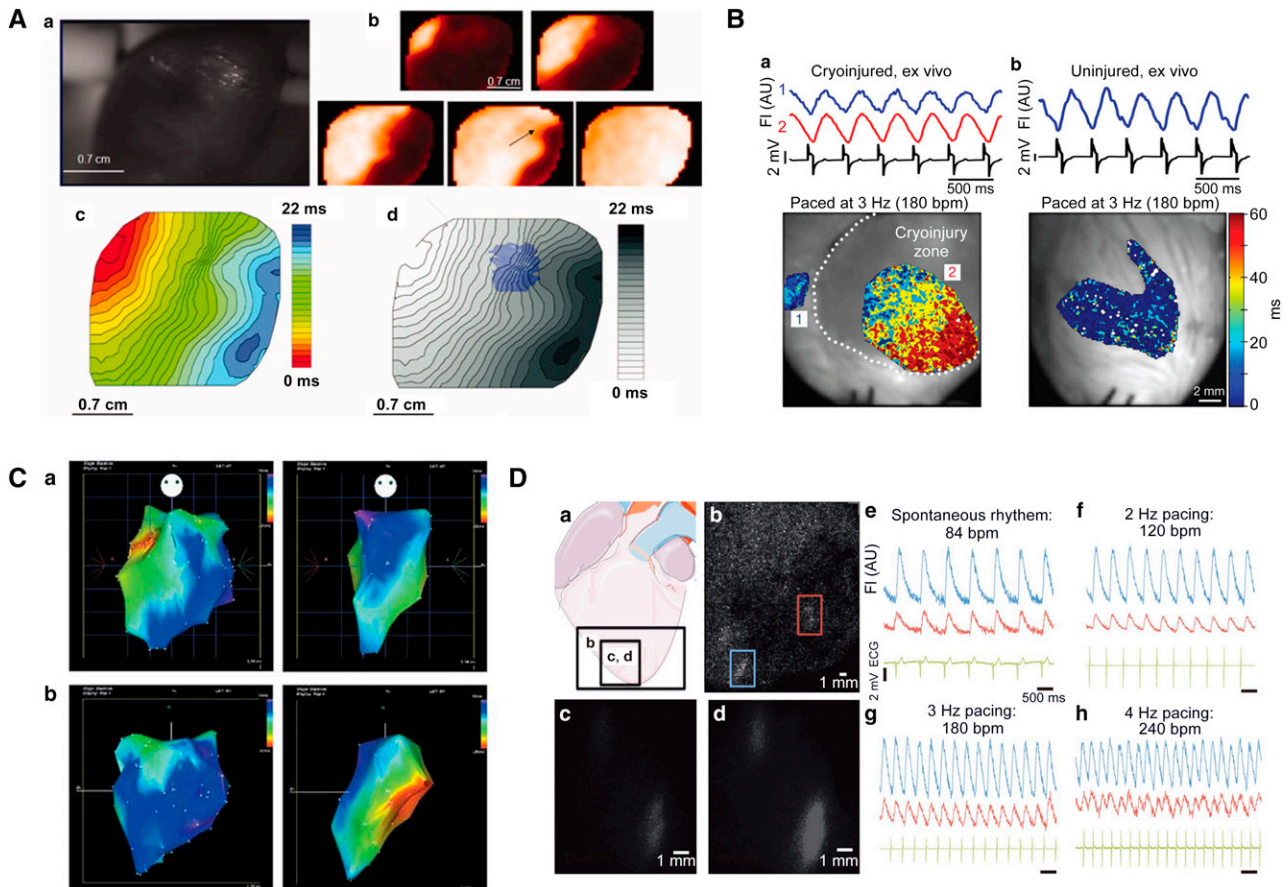 A
a
0.7 cm
b
0.7 cm
c
22 ms
0 ms
0.7 cm
d
22 ms
0 ms
0.7 cm
B
a
Cryoinjured, ex vivo
FI (AU)
1
2
2 mV
500 ms
Paced at 3 Hz (180 bpm)
Cryoinjury
zone
2
1
b
Uninjured, ex vivo
FI (AU)
2 mV
500 ms
Paced at 3 Hz (180 bpm)
2 mm
60
40
20
0
ms
C
a
b
D
a
b
c, d
b
1 mm
c
1 mm
d
1 mm
e
Spontaneous rhythem:
84 bpm
FI (AU)
2 mV ECG
500 ms
f
2 Hz pacing:
120 bpm
g
3 Hz pacing:
180 bpm
h
4 Hz pacing:
240 bpm